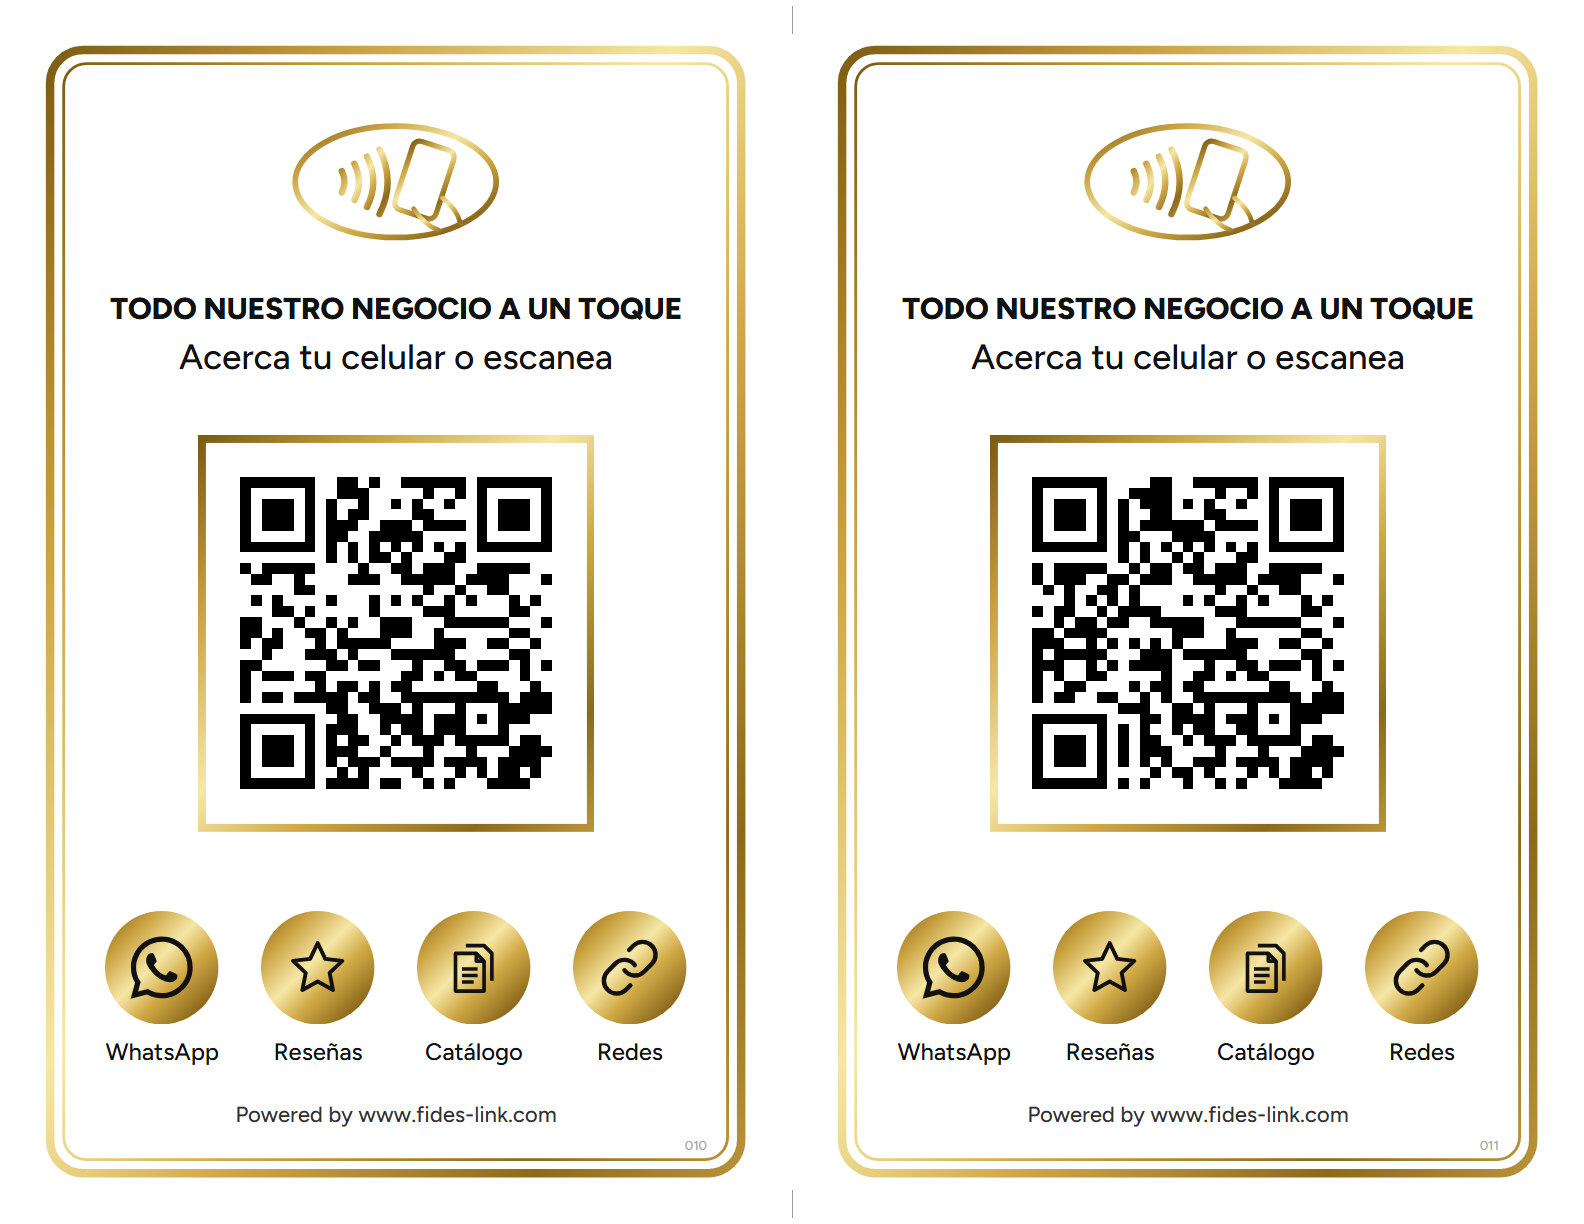 TODO NUESTRO NEGOCIO A UN TOQUE
Acerca tu celular o escanea
WhatsApp
Reseñas
Catálogo
Redes
Powered by www.fides-link.com
010
TODO NUESTRO NEGOCIO A UN TOQUE
Acerca tu celular o escanea
WhatsApp
Reseñas
Catálogo
Redes
Powered by www.fides-link.com
011